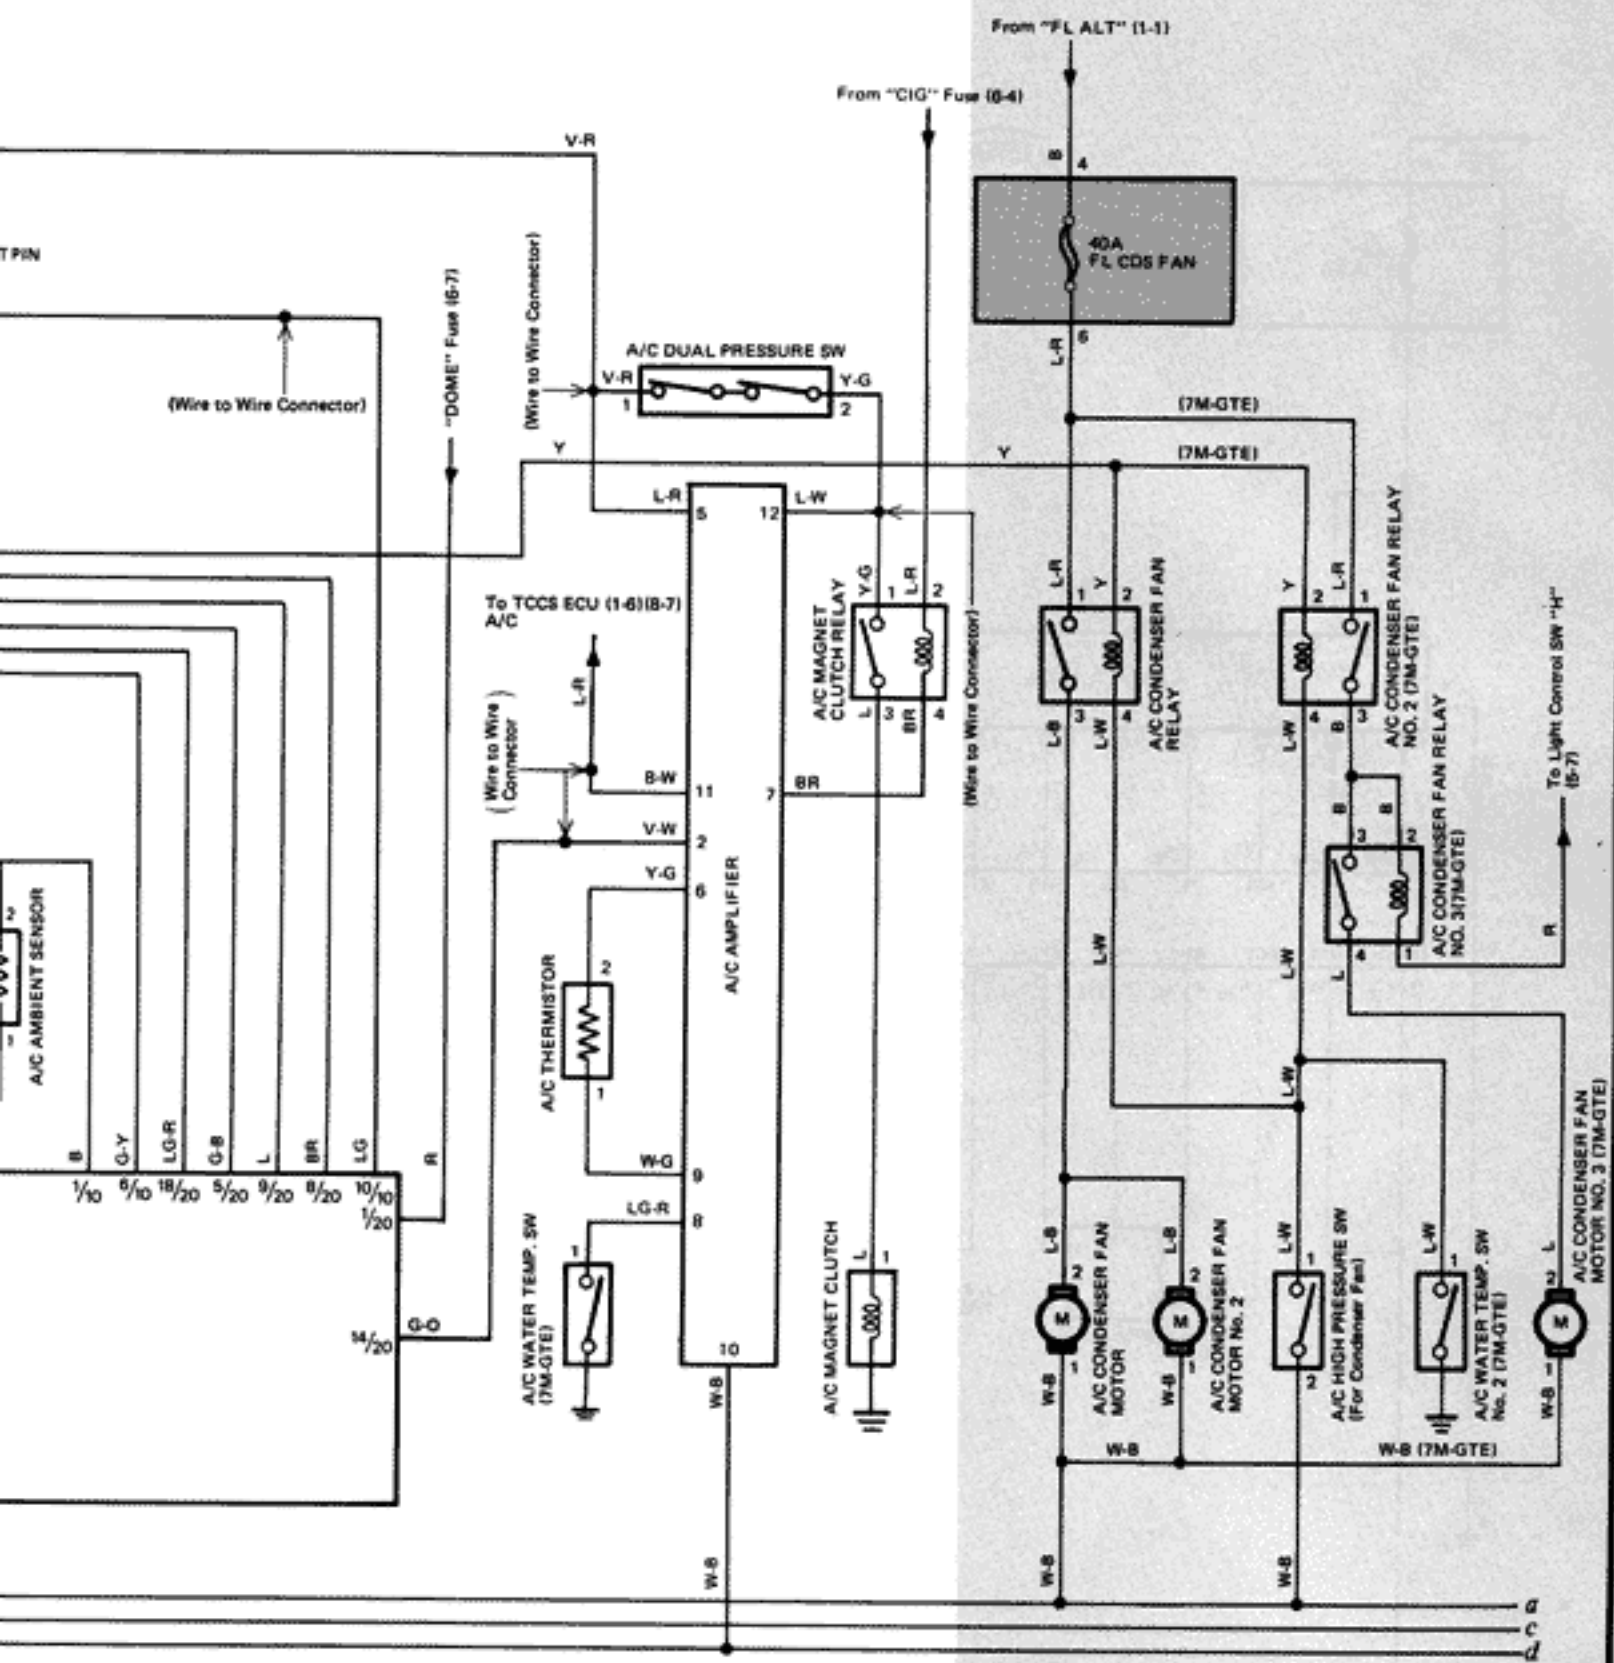 From "FL ALT" (1-1)
From "CIG" Fuse (6-4)
V-R
B
4
T PIN
40A
FL CDS FAN
6
L-R
"DOME" Fuse (6-7)
(Wire to Wire Connector)
(Wire to Wire Connector)
A/C DUAL PRESSURE SW
V-R
1
Y-G
2
(7M-GTE)
Y
Y
(7M-GTE)
L-R
5
12
L-W
To TCCS ECU (1-6)(8-7)
A/C
L-R
(Wire to Wire
Connector)
Y-G
1
L-R
2
A/C MAGNET
CLUTCH RELAY
L
3
BR
4
(Wire to Wire Connector)
L-R
1
Y
2
A/C CONDENSER FAN
RELAY
L-B
3
L-W
4
Y
2
L-R
1
A/C CONDENSER FAN RELAY
NO. 2 (7M-GTE)
L-W
4
B
3
To Light Control SW "H"
(5-7)
B
3
B
2
A/C CONDENSER FAN RELAY
NO. 3(7M-GTE)
L
4
1
R
B-W
11
7
BR
V-W
2
Y-G
6
A/C AMPLIFIER
2
A/C AMBIENT SENSOR
A/C THERMISTOR
2
1
L-W
L-W
L-W
W-G
9
LG-R
8
B
G-Y
LG-R
G-B
L
BR
LG
R
1/10
6/10
18/20
5/20
9/20
8/20
10/10
1/20
G-O
14/20
A/C WATER TEMP. SW
(7M-GTE)
1
10
W-B
A/C MAGNET CLUTCH
L
1
L-B
2
M
1
W-B
A/C CONDENSER FAN
MOTOR
L-B
2
M
1
W-B
A/C CONDENSER FAN
MOTOR No. 2
L-W
1
2
A/C HIGH PRESSURE SW
(For Condenser Fan)
L-W
1
A/C WATER TEMP. SW
No. 2 (7M-GTE)
L
2
M
1
W-B
A/C CONDENSER FAN
MOTOR NO. 3 (7M-GTE)
W-B
W-B (7M-GTE)
W-B
W-B
W-B
a
c
d